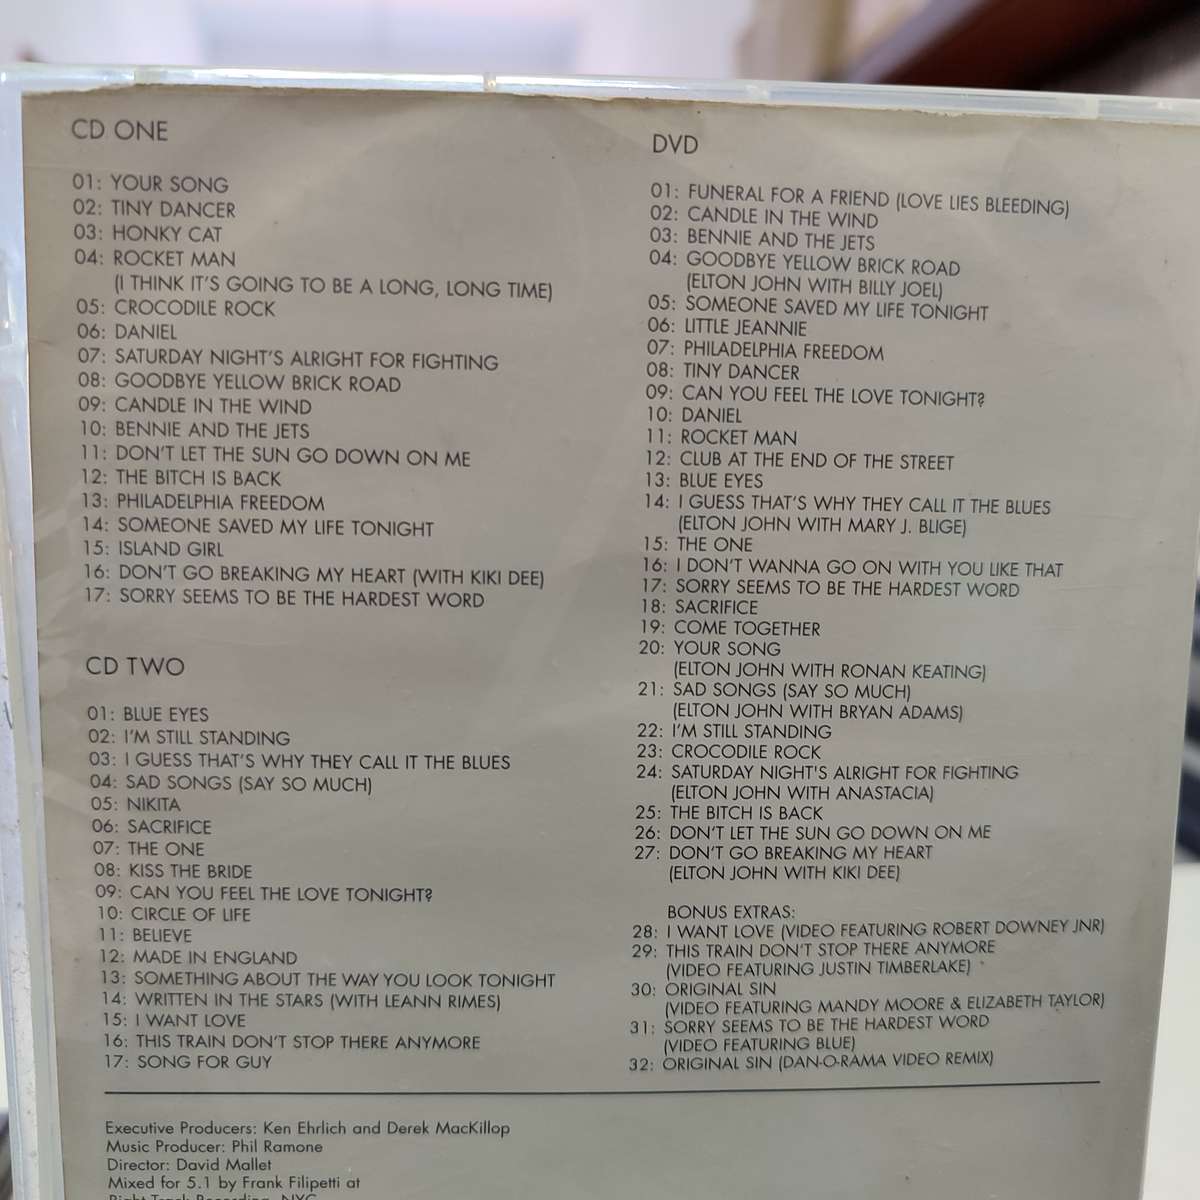 CD ONE
01: YOUR SONG
02: TINY DANCER
03: HONKY CAT
04: ROCKET MAN
(I THINK IT'S GOING TO BE A LONG, LONG TIME)
05: CROCODILE ROCK
06: DANIEL
07: SATURDAY NIGHT'S ALRIGHT FOR FIGHTING
08: GOODBYE YELLOW BRICK ROAD
09: CANDLE IN THE WIND
10: BENNIE AND THE JETS
11: DON'T LET THE SUN GO DOWN ON ME
12: THE BITCH IS BACK
13: PHILADELPHIA FREEDOM
14: SOMEONE SAVED MY LIFE TONIGHT
15: ISLAND GIRL
16: DON'T GO BREAKING MY HEART (WITH KIKI DEE)
17: SORRY SEEMS TO BE THE HARDEST WORD
CD TWO
01: BLUE EYES
02: I'M STILL STANDING
03: I GUESS THAT'S WHY THEY CALL IT THE BLUES
04: SAD SONGS (SAY SO MUCH)
05: NIKITA
06: SACRIFICE
07: THE ONE
08: KISS THE BRIDE
09: CAN YOU FEEL THE LOVE TONIGHT?
10: CIRCLE OF LIFE
11: BELIEVE
12: MADE IN ENGLAND
13: SOMETHING ABOUT THE WAY YOU LOOK TONIGHT
14: WRITTEN IN THE STARS (WITH LEANN RIMES)
15: I WANT LOVE
16: THIS TRAIN DON'T STOP THERE ANYMORE
17: SONG FOR GUY
DVD
01: FUNERAL FOR A FRIEND (LOVE LIES BLEEDING)
02: CANDLE IN THE WIND
03: BENNIE AND THE JETS
04: GOODBYE YELLOW BRICK ROAD
(ELTON JOHN WITH BILLY JOEL)
05: SOMEONE SAVED MY LIFE TONIGHT
06: LITTLE JEANNIE
07: PHILADELPHIA FREEDOM
08: TINY DANCER
09: CAN YOU FEEL THE LOVE TONIGHT?
10: DANIEL
11: ROCKET MAN
12: CLUB AT THE END OF THE STREET
13: BLUE EYES
14: I GUESS THAT'S WHY THEY CALL IT THE BLUES
(ELTON JOHN WITH MARY J. BLIGE)
15: THE ONE
16: I DON'T WANNA GO ON WITH YOU LIKE THAT
17: SORRY SEEMS TO BE THE HARDEST WORD
18: SACRIFICE
19: COME TOGETHER
20: YOUR SONG
(ELTON JOHN WITH RONAN KEATING)
21: SAD SONGS (SAY SO MUCH)
(ELTON JOHN WITH BRYAN ADAMS)
22: I'M STILL STANDING
23: CROCODILE ROCK
24: SATURDAY NIGHT'S ALRIGHT FOR FIGHTING
(ELTON JOHN WITH ANASTACIA)
25: THE BITCH IS BACK
26: DON'T LET THE SUN GO DOWN ON ME
27: DON'T GO BREAKING MY HEART
(ELTON JOHN WITH KIKI DEE)
BONUS EXTRAS:
28: I WANT LOVE (VIDEO FEATURING ROBERT DOWNEY JNR)
29: THIS TRAIN DON'T STOP THERE ANYMORE
(VIDEO FEATURING JUSTIN TIMBERLAKE)
30: ORIGINAL SIN
(VIDEO FEATURING MANDY MOORE & ELIZABETH TAYLOR)
31: SORRY SEEMS TO BE THE HARDEST WORD
(VIDEO FEATURING BLUE)
32: ORIGINAL SIN (DAN-O-RAMA VIDEO REMIX)
Executive Producers: Ken Ehrlich and Derek MacKillop
Music Producer: Phil Ramone
Director: David Mallet
Mixed for 5.1 by Frank Filipetti at
Right Track Recording, NYC